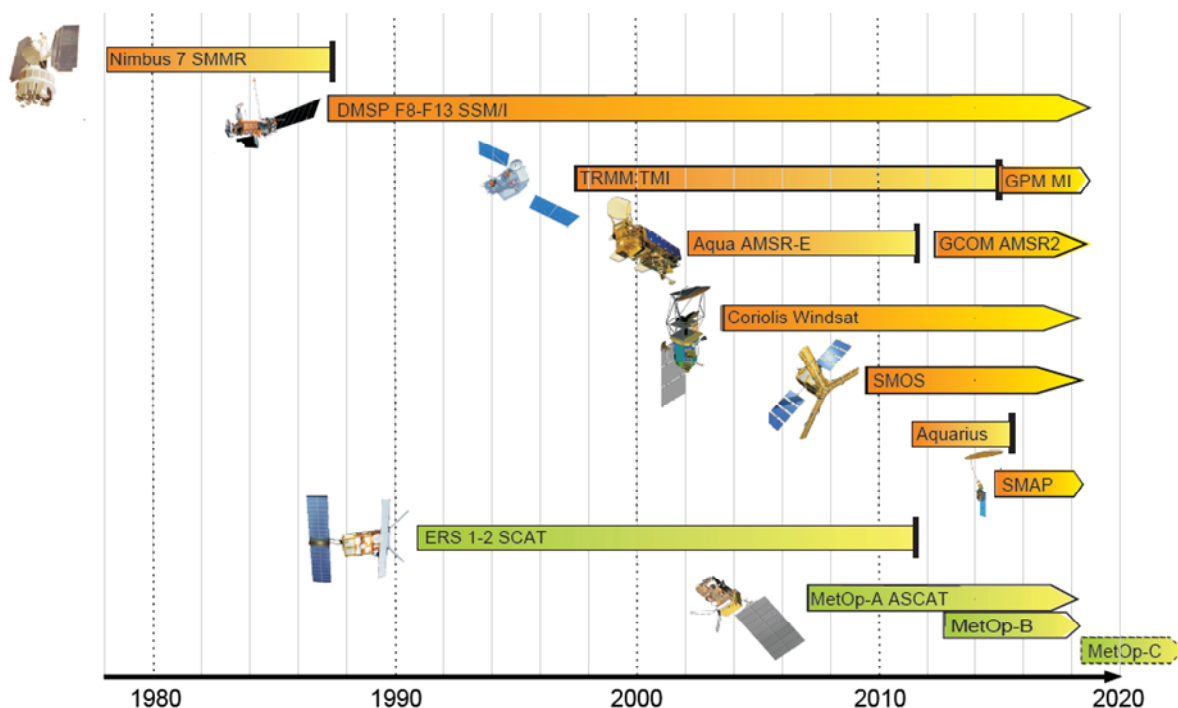 Nimbus 7 SMMR
DMSP F8-F13 SSM/I
TRMM TMI
GPM MI
Aqua AMSR-E
GCOM AMSR2
Coriolis Windsat
SMOS
Aquarius
SMAP
ERS 1-2 SCAT
MetOp-A ASCAT
MetOp-B
MetOp-C
1980
1990
2000
2010
2020